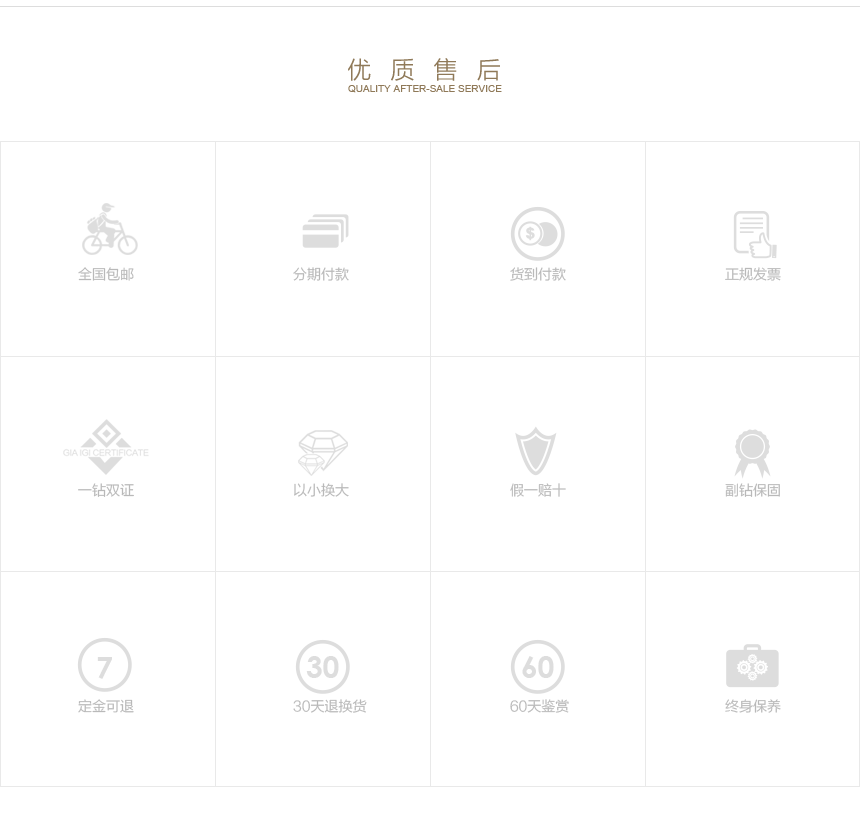 优质售后
QUALITY AFTER-SALE SERVICE
$
全国包邮
分期付款
货到付款
正规发票
GIA IGI CERTIFICATE
一钻双证
以小换大
假一赔十
副钻保固
7
30
60
定金可退
30天退换货
60天鉴赏
终身保养